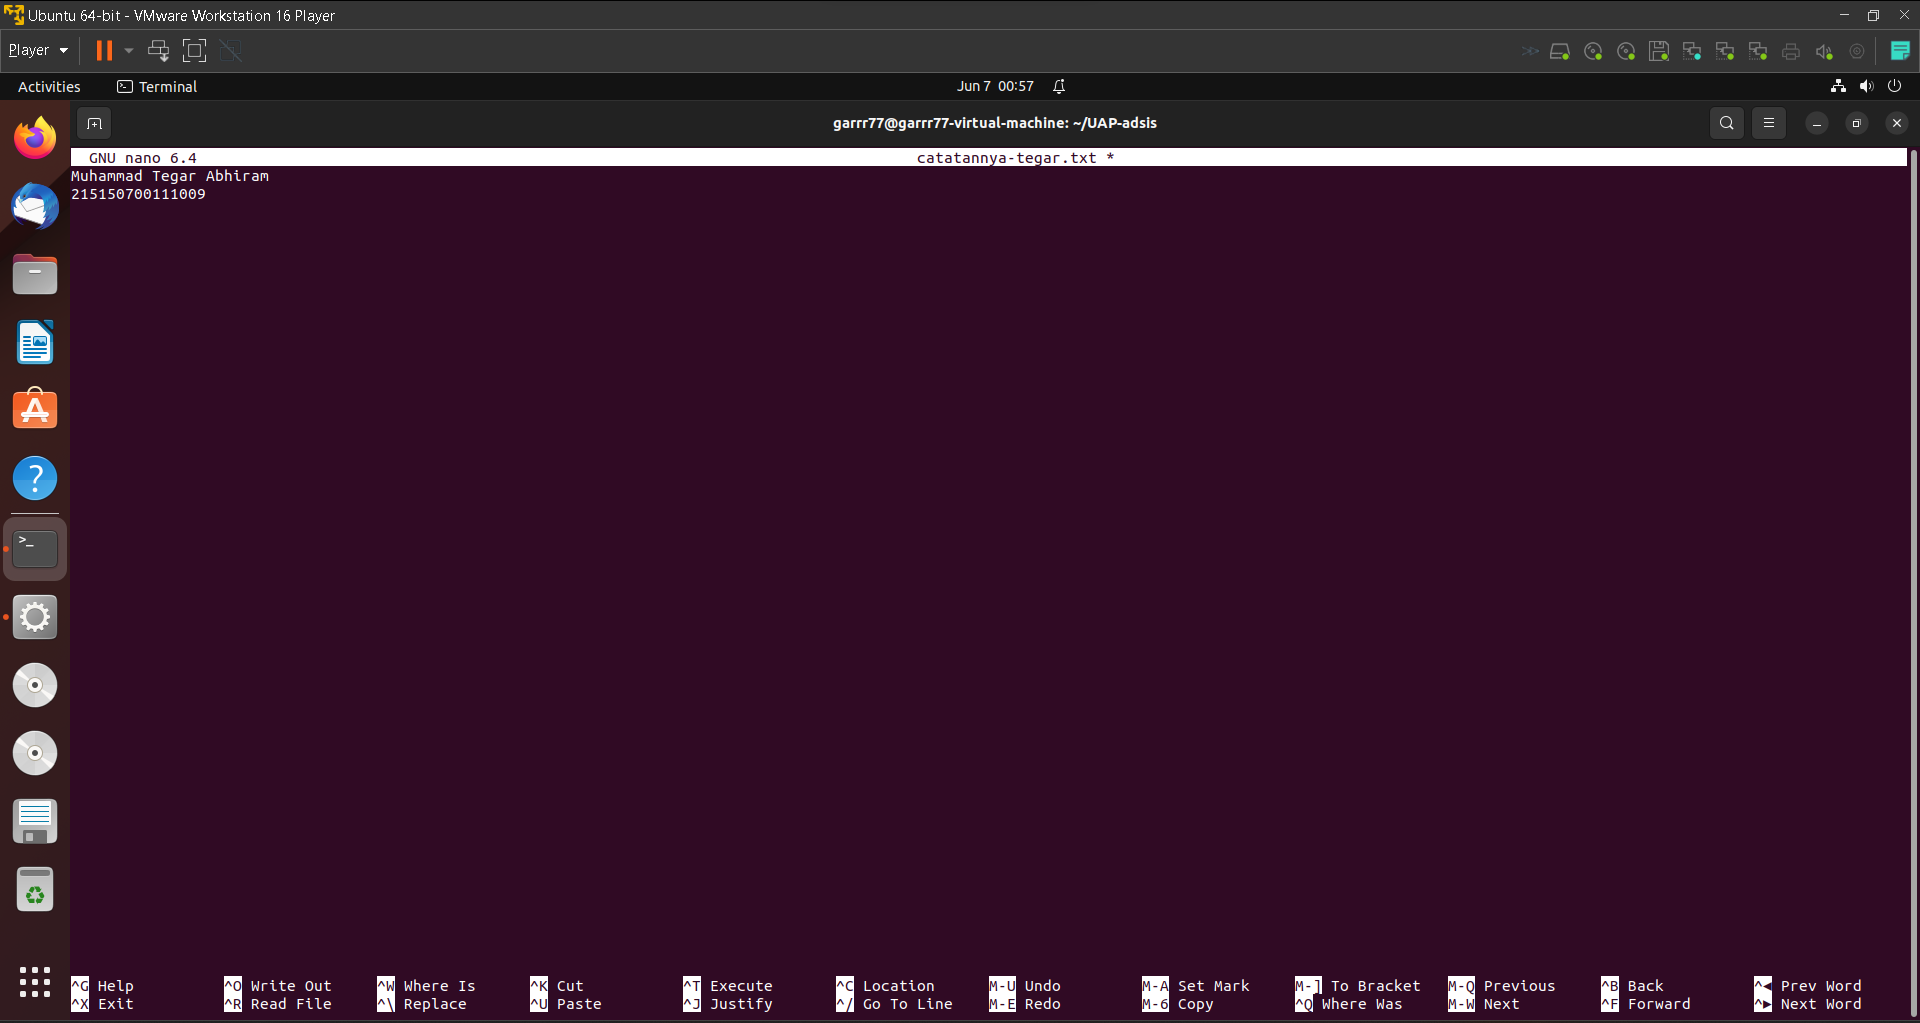 Ubuntu 64-bit - VMware Workstation 16 Player
Player
Activities Terminal Jun 7 00:57
garrr77@garrr77-virtual-machine: ~/UAP-adsis
GNU nano 6.4 catatannya-tegar.txt *
Muhammad Tegar Abhiram
215150700111009
^G Help ^O Write Out ^W Where Is ^K Cut ^T Execute ^C Location M-U Undo M-A Set Mark M-] To Bracket M-Q Previous ^B Back ^◀ Prev Word
^X Exit ^R Read File ^\ Replace ^U Paste ^J Justify ^/ Go To Line M-E Redo M-6 Copy ^Q Where Was M-W Next ^F Forward ^▶ Next Word